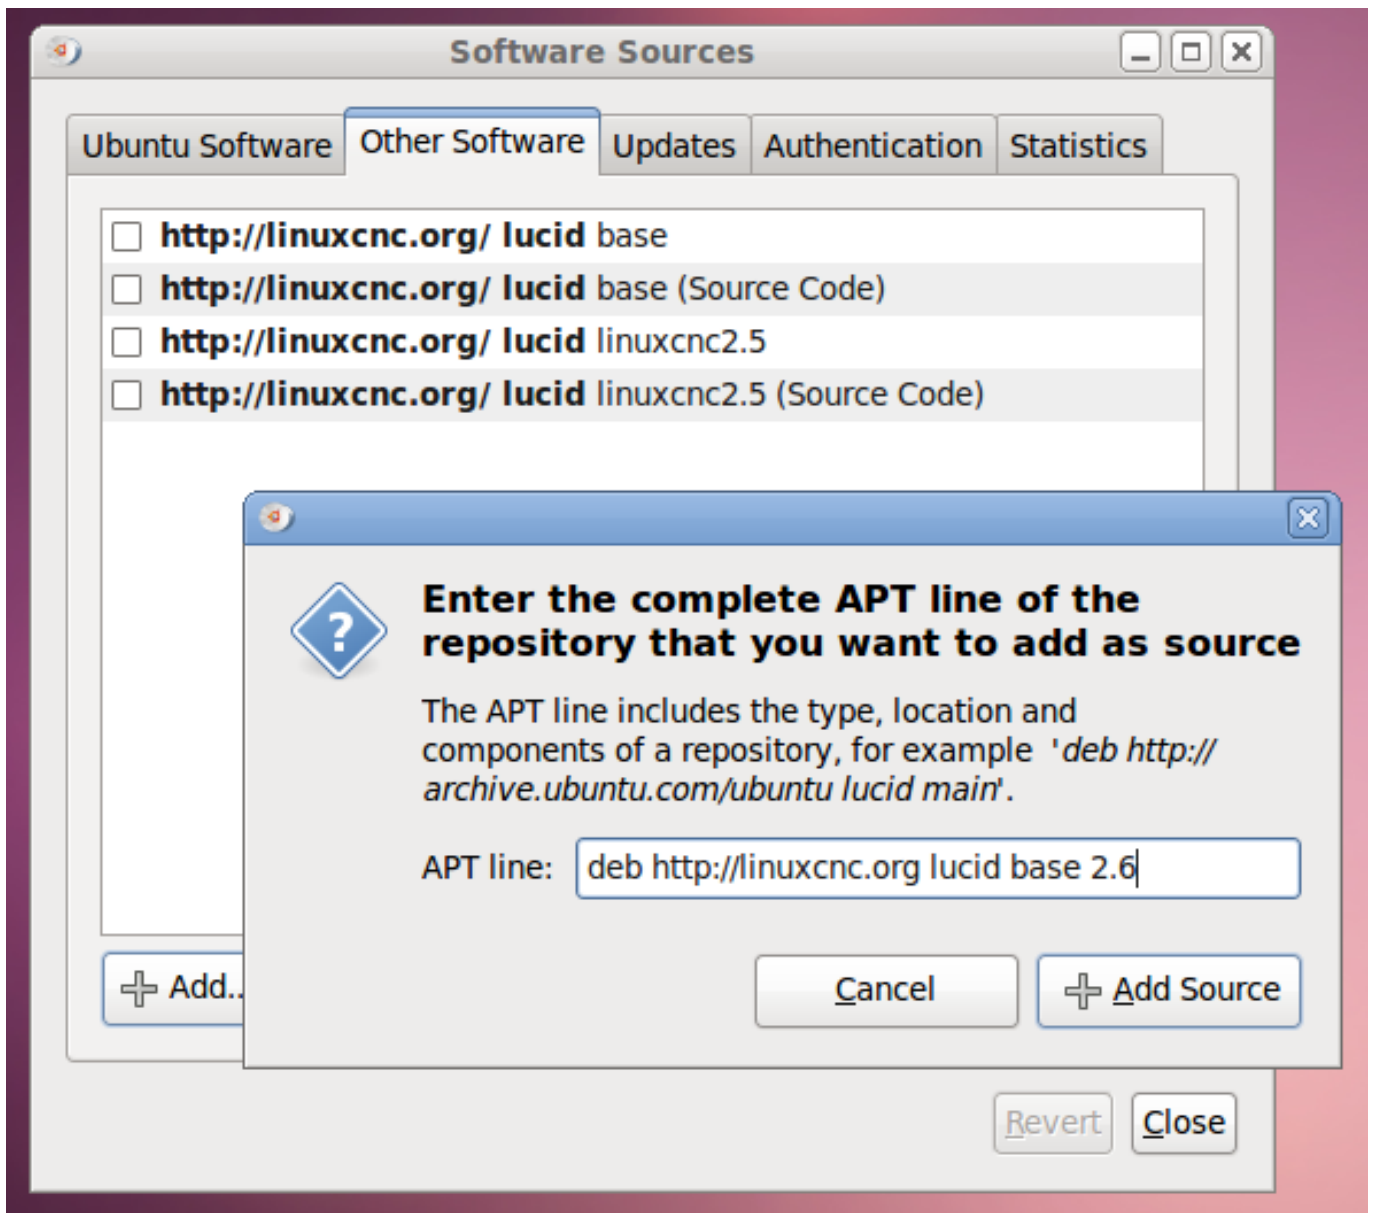 Software Sources
Ubuntu Software Other Software Updates Authentication Statistics
http://linuxcnc.org/ lucid base
http://linuxcnc.org/ lucid base (Source Code)
http://linuxcnc.org/ lucid linuxcnc2.5
http://linuxcnc.org/ lucid linuxcnc2.5 (Source Code)
?
Enter the complete APT line of the
repository that you want to add as source
The APT line includes the type, location and
components of a repository, for example 'deb http://
archive.ubuntu.com/ubuntu lucid main'.
APT line: deb http://linuxcnc.org lucid base 2.6
Add..
Cancel Add Source
Revert Close